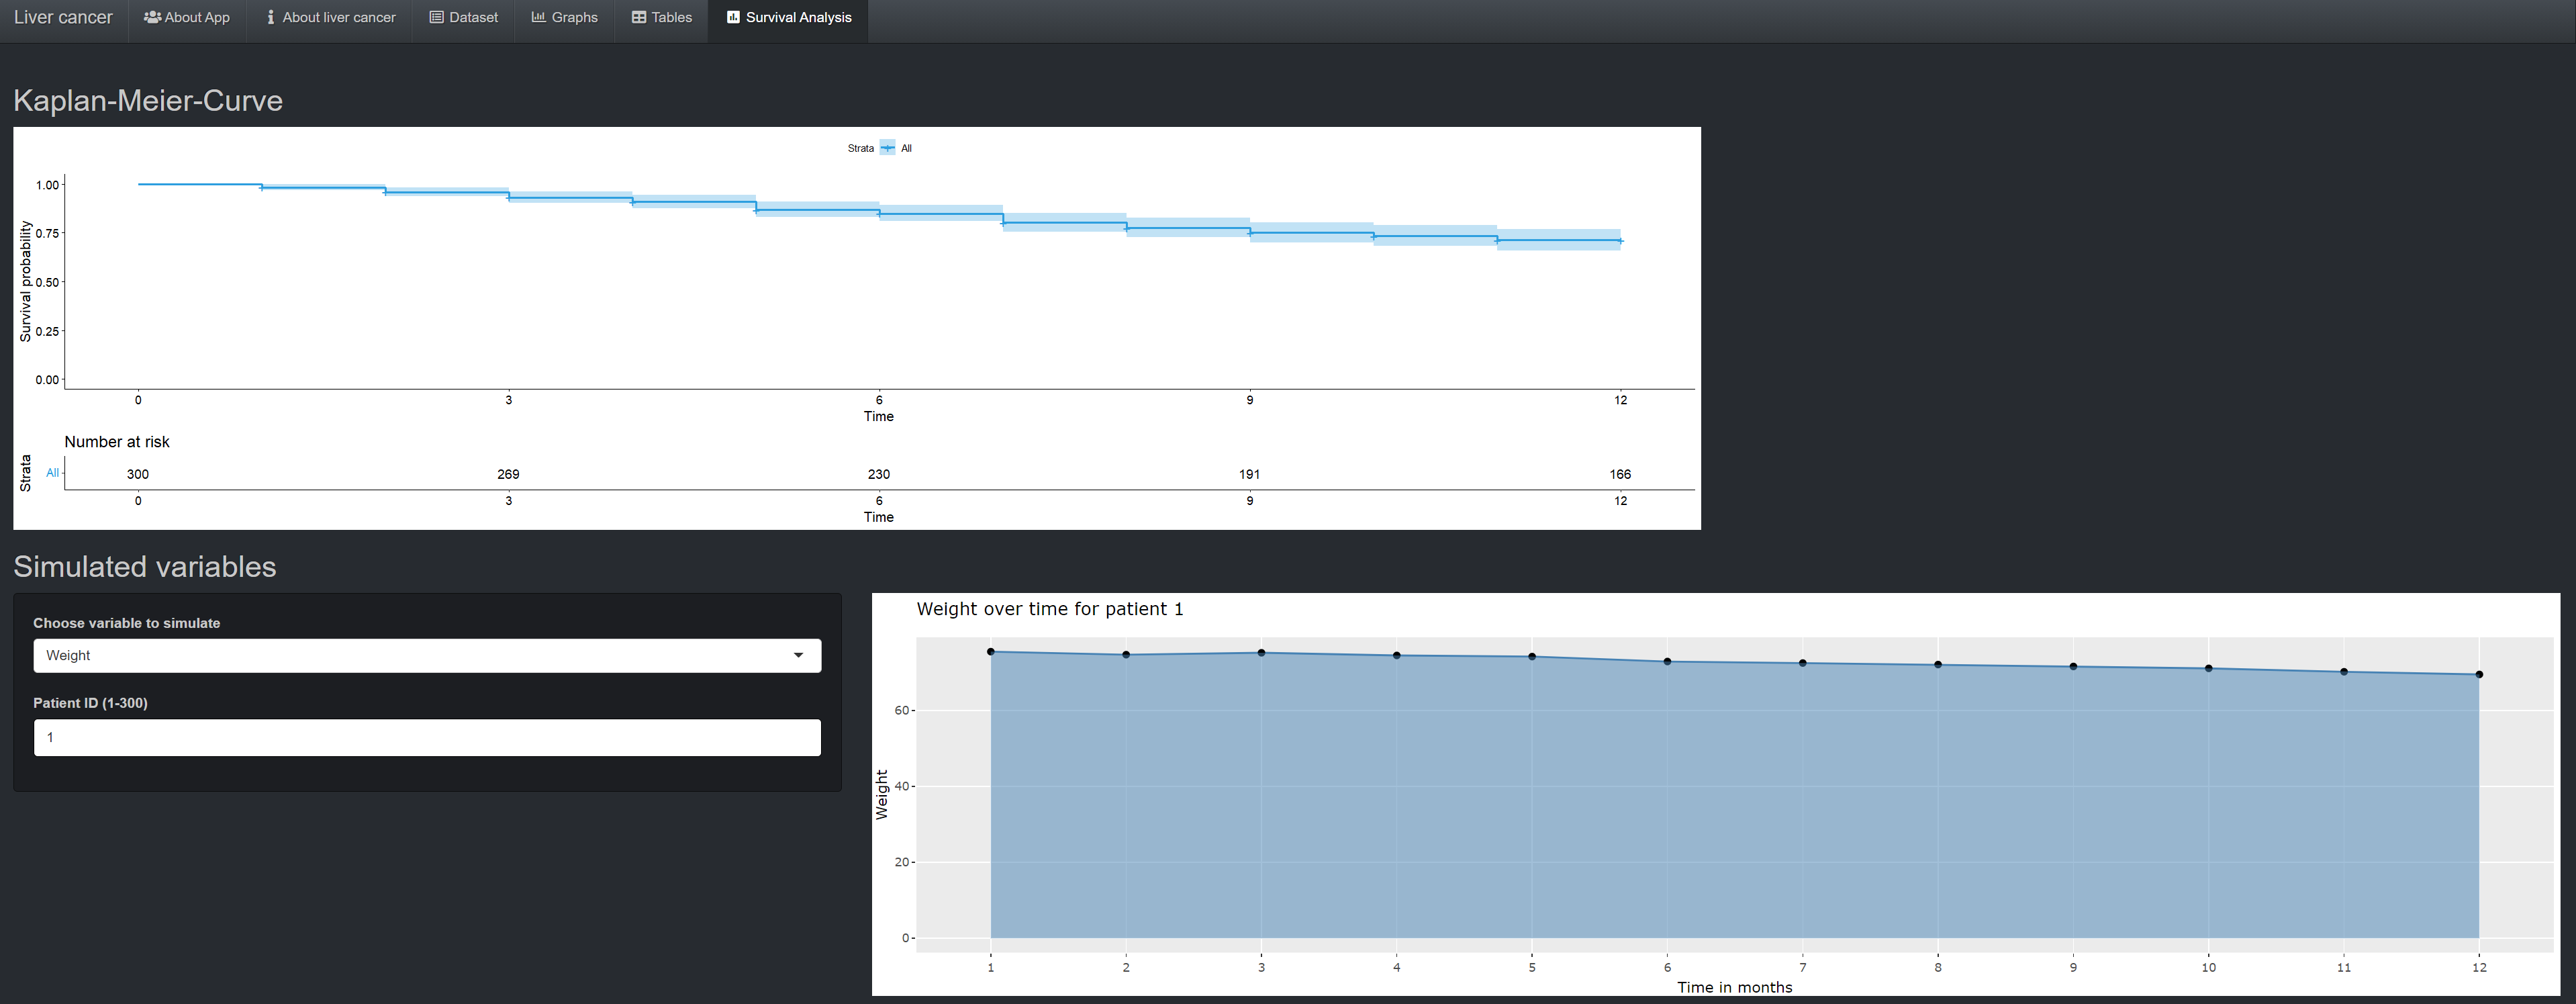 Liver cancer About App About liver cancer Dataset Graphs Tables Survival Analysis
Kaplan-Meier-Curve
Strata All
Survival probability
1.00
0.75
0.50
0.25
0.00
0 3 6 9 12
Time
Number at risk
Strata
All 300 269 230 191 166
0 3 6 9 12
Time
Simulated variables
Choose variable to simulate
Weight
Patient ID (1-300)
1
Weight over time for patient 1
Weight
60
40
20
0
1 2 3 4 5 6 7 8 9 10 11 12
Time in months